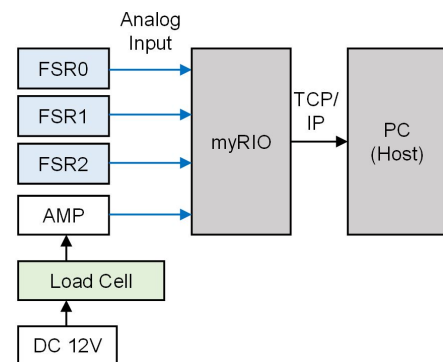 Analog
Input
FSR0
FSR1
FSR2
AMP
Load Cell
DC 12V
myRIO
TCP/
IP
PC
(Host)